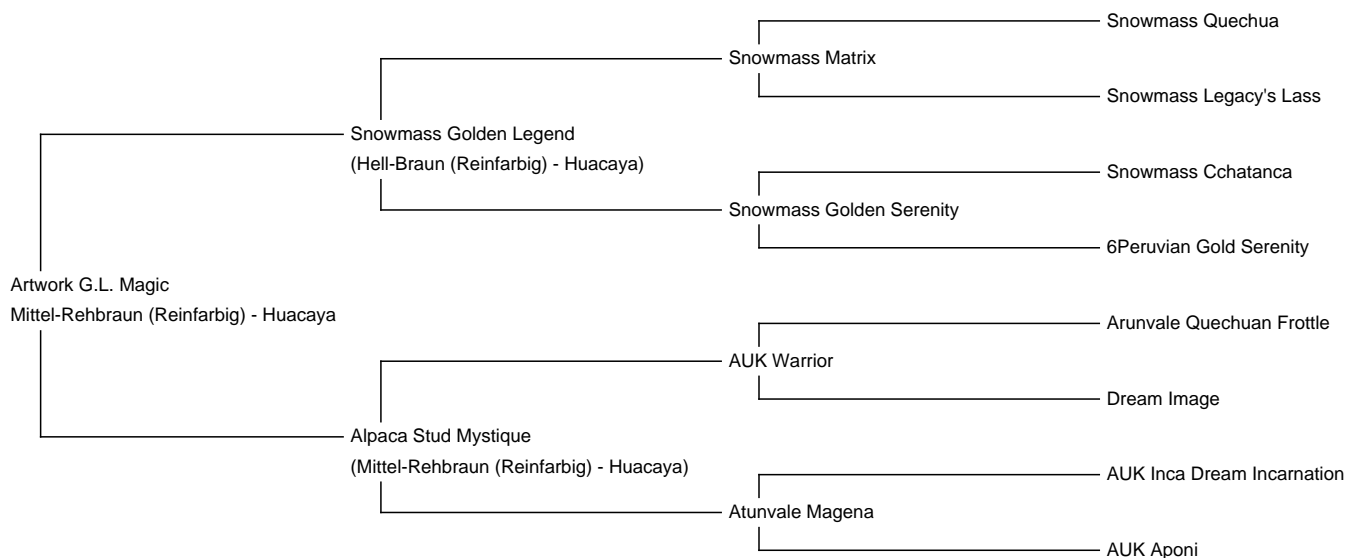 Snowmass Quechua
Snowmass Matrix
Snowmass Legacy's Lass
Snowmass Golden Legend
(Hell-Braun (Reinfarbig) - Huacaya)
Snowmass Cchatanca
Snowmass Golden Serenity
6Peruvian Gold Serenity
Artwork G.L. Magic
Mittel-Rehbraun (Reinfarbig) - Huacaya
Arunvale Quechuan Frottle
AUK Warrior
Dream Image
Alpaca Stud Mystique
(Mittel-Rehbraun (Reinfarbig) - Huacaya)
AUK Inca Dream Incarnation
Atunvale Magena
AUK Aponi